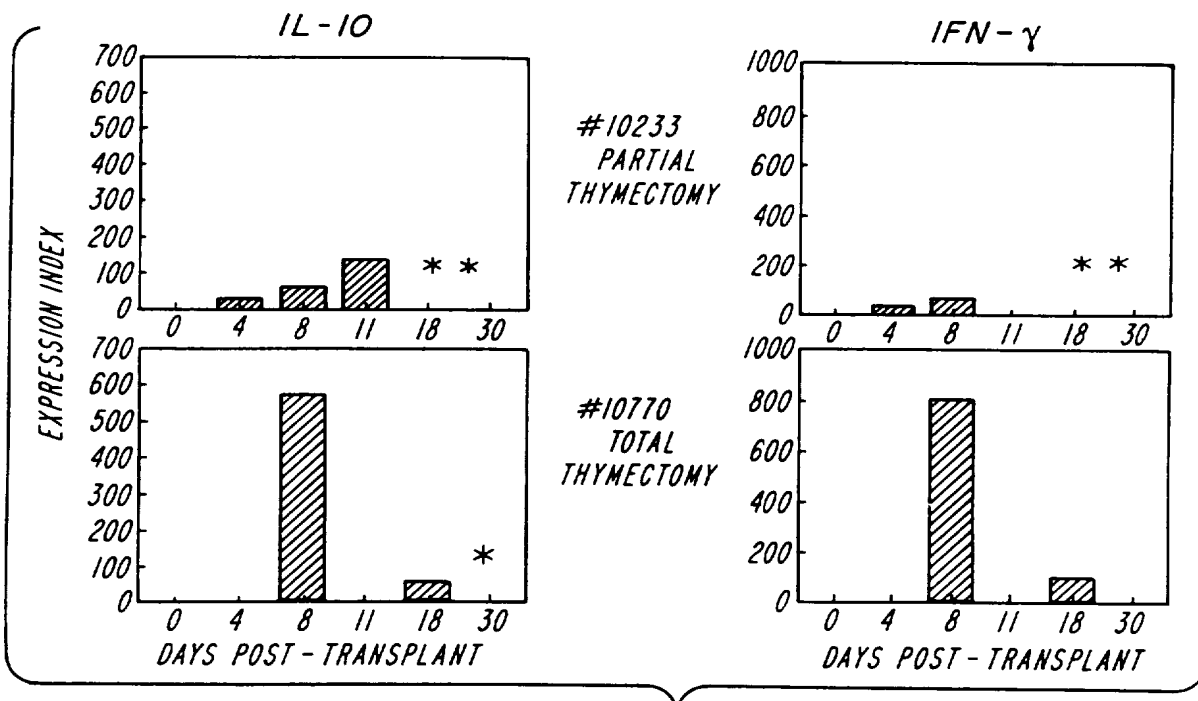 IL-10
IFN-γ
EXPRESSION INDEX
700
600
500
400
300
200
100
0
* *
0 4 8 11 18 30
#10233
PARTIAL
THYMECTOMY
1000
800
600
400
200
0
* *
0 4 8 11 18 30
700
600
500
400
300
200
100
0
*
0 4 8 11 18 30
DAYS POST-TRANSPLANT
#10770
TOTAL
THYMECTOMY
1000
800
600
400
200
0
0 4 8 11 18 30
DAYS POST-TRANSPLANT